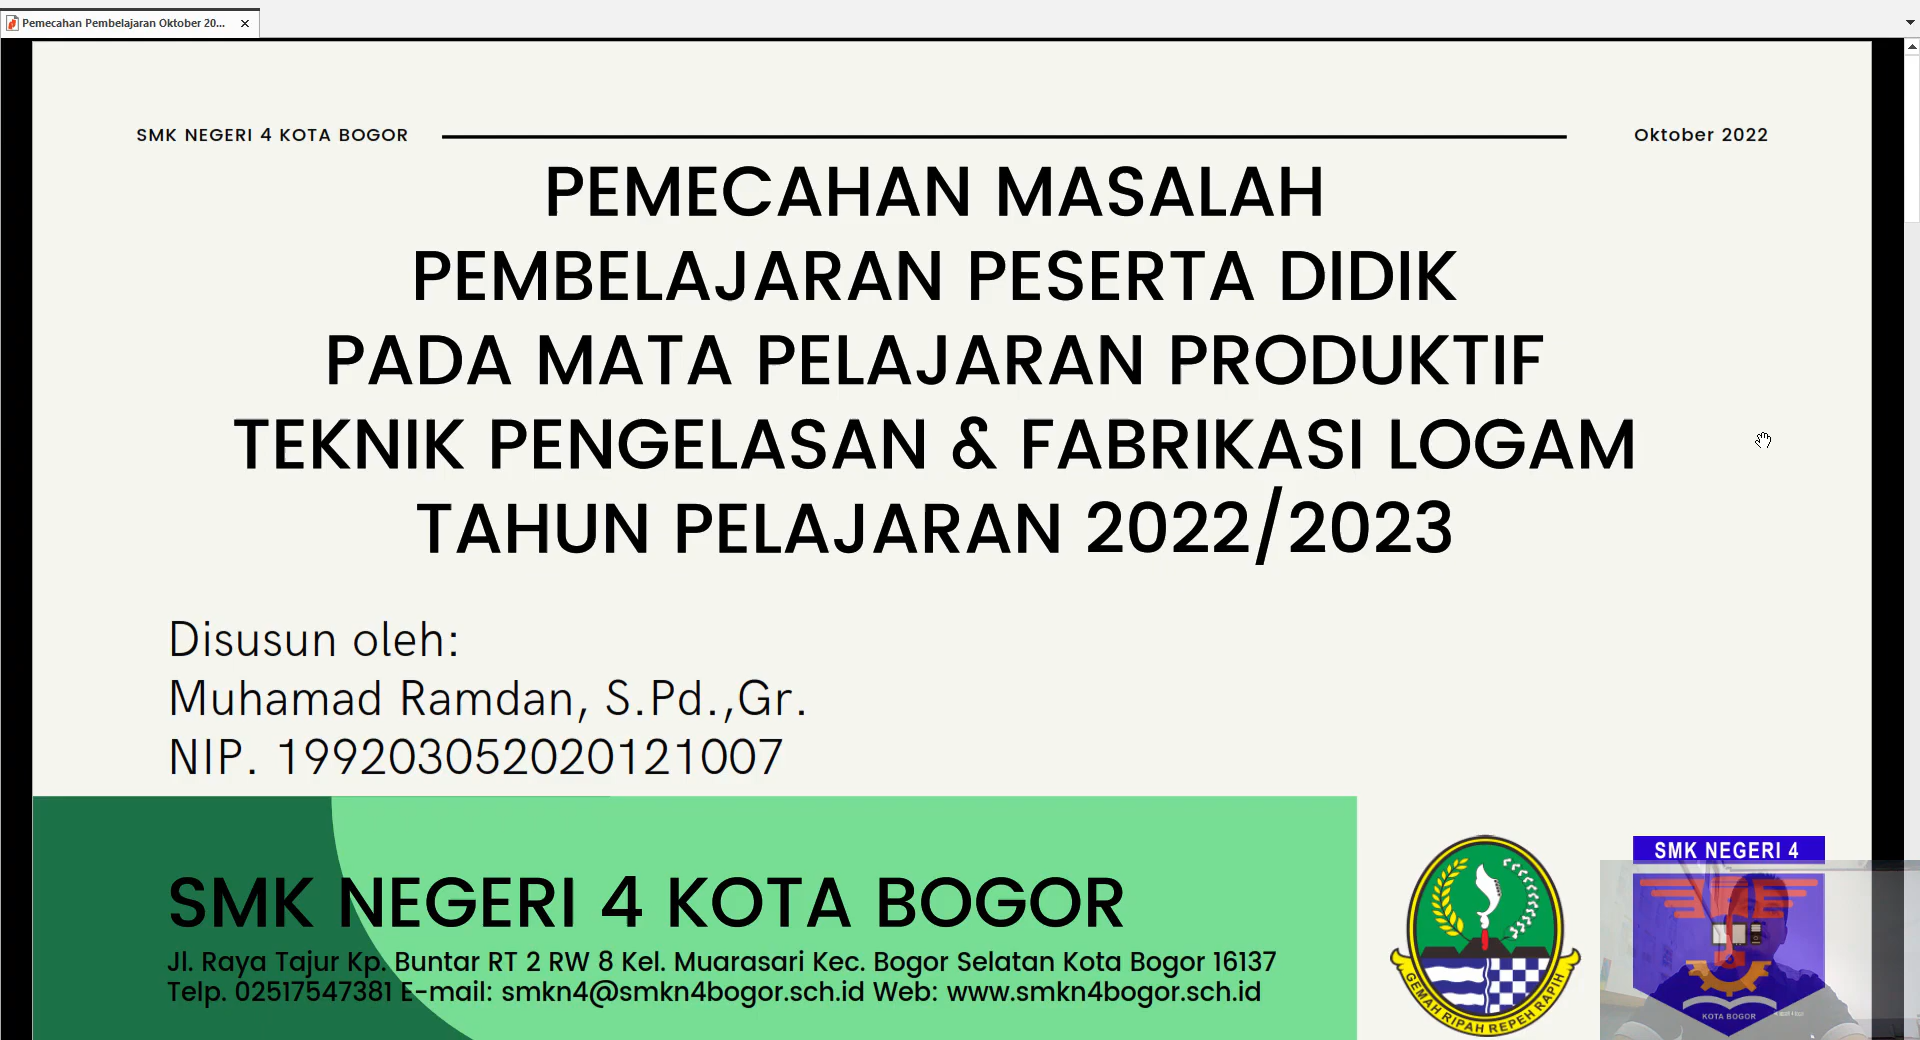 Pemecahan Pembelajaran Oktober 20...
SMK NEGERI 4 KOTA BOGOR
Oktober 2022
PEMECAHAN MASALAH
PEMBELAJARAN PESERTA DIDIK
PADA MATA PELAJARAN PRODUKTIF
TEKNIK PENGELASAN & FABRIKASI LOGAM
TAHUN PELAJARAN 2022/2023
Disusun oleh:
Muhamad Ramdan, S.Pd.,Gr.
NIP. 199203052020121007
SMK NEGERI 4 KOTA BOGOR
Jl. Raya Tajur Kp. Buntar RT 2 RW 8 Kel. Muarasari Kec. Bogor Selatan Kota Bogor 16137
Telp. 02517547381 E-mail: smkn4@smkn4bogor.sch.id Web: www.smkn4bogor.sch.id
GEMAH RIPAH REPEH RAPIH
SMK NEGERI 4
KOTA BOGOR